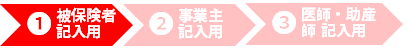 ① 被保険者
記入用
② 事業主
記入用
③ 医師・助産
師 記入用